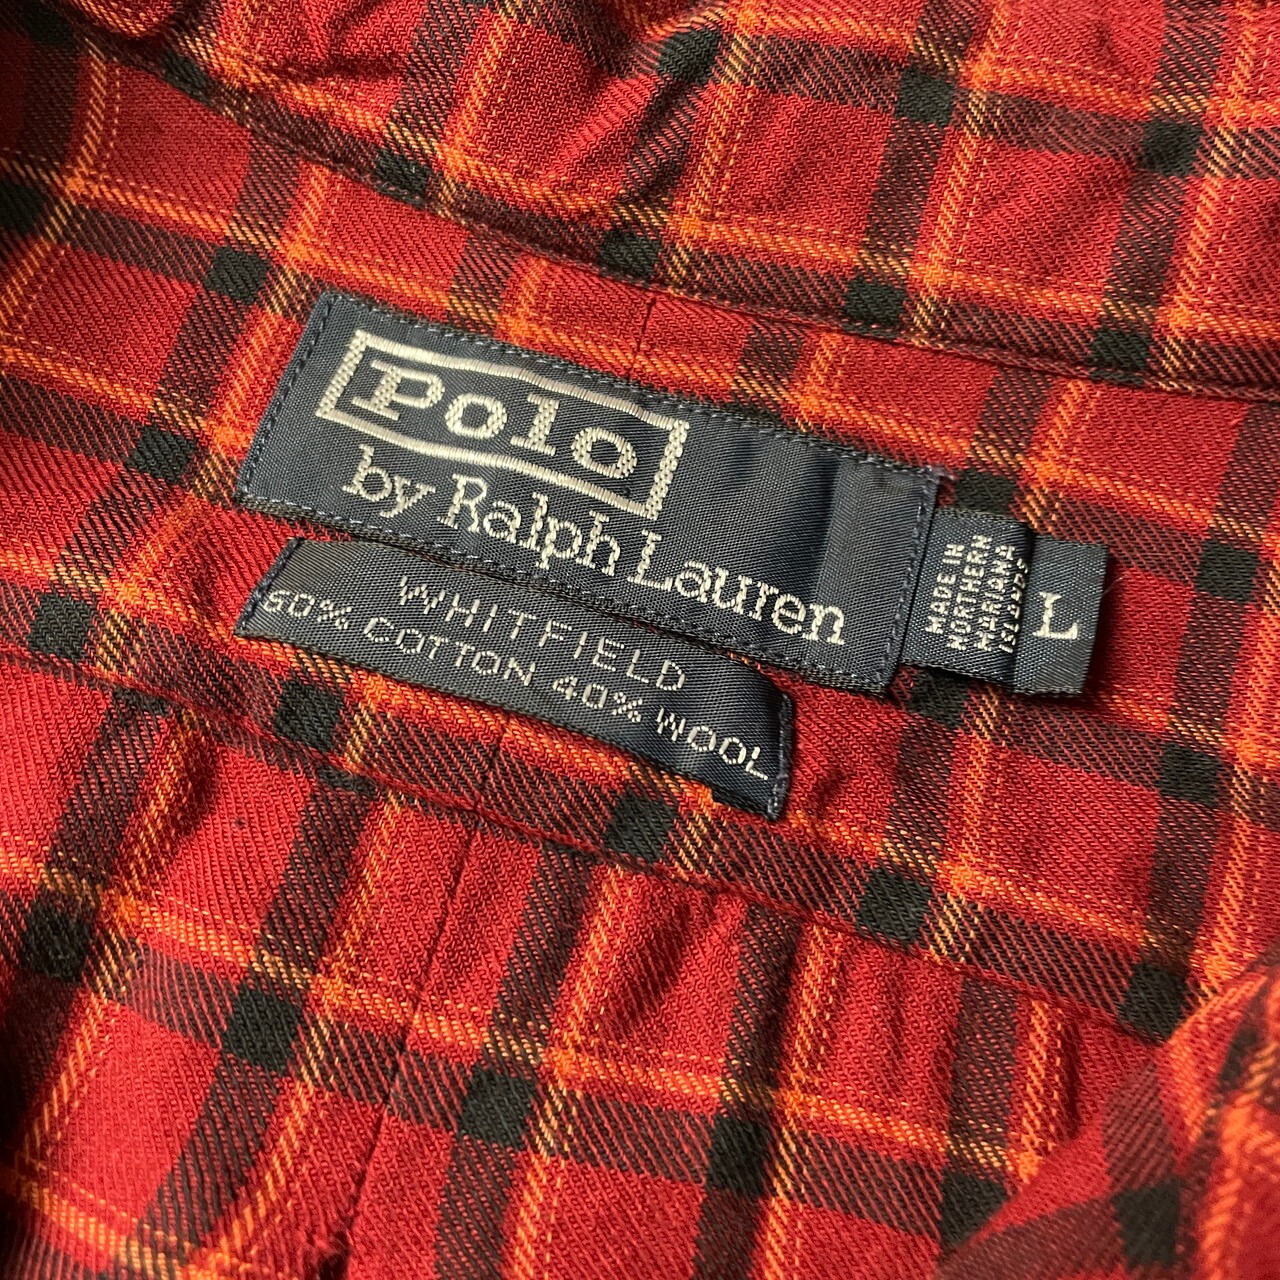 Polo
by Ralph Lauren
WHITFIELD
60% COTTON 40% WOOL
MADE IN
NORTHERN
MARIANA
ISLANDS
L